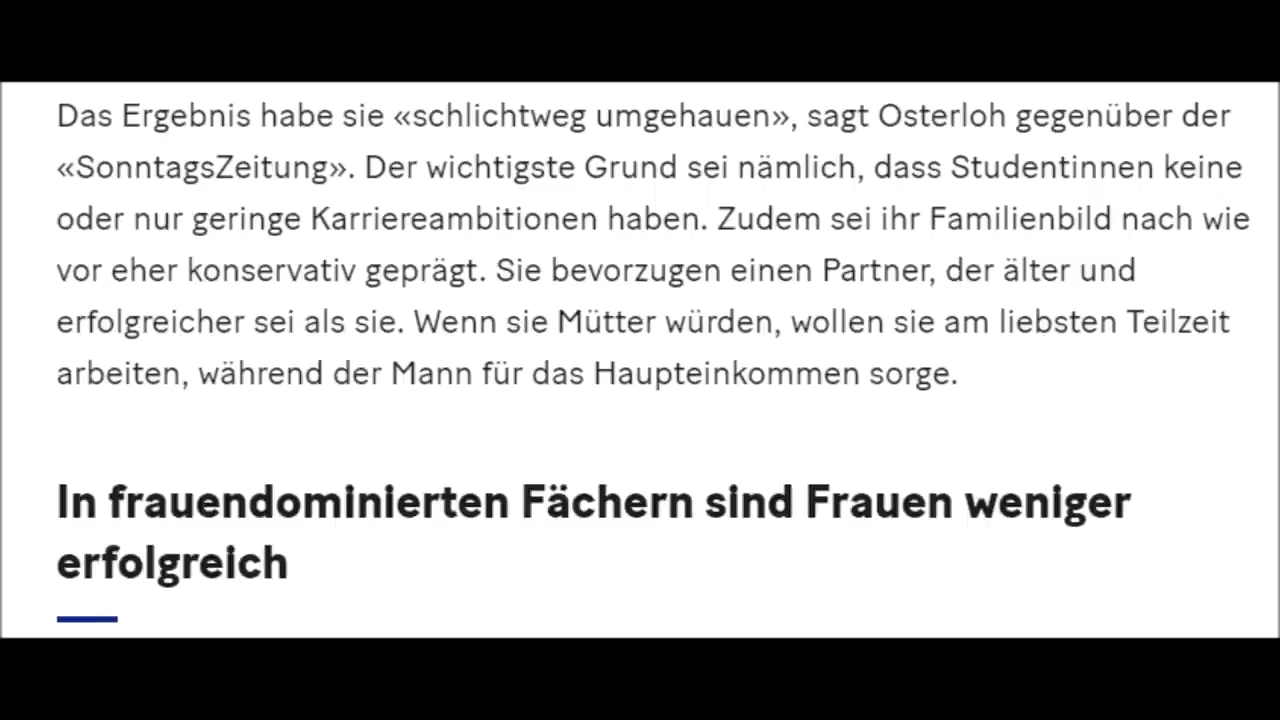 Das Ergebnis habe sie «schlichtweg umgehauen», sagt Osterloh gegenüber der
«SonntagsZeitung». Der wichtigste Grund sei nämlich, dass Studentinnen keine
oder nur geringe Karriereambitionen haben. Zudem sei ihr Familienbild nach wie
vor eher konservativ geprägt. Sie bevorzugen einen Partner, der älter und
erfolgreicher sei als sie. Wenn sie Mütter würden, wollen sie am liebsten Teilzeit
arbeiten, während der Mann für das Haupteinkommen sorge.
In frauendominierten Fächern sind Frauen weniger
erfolgreich